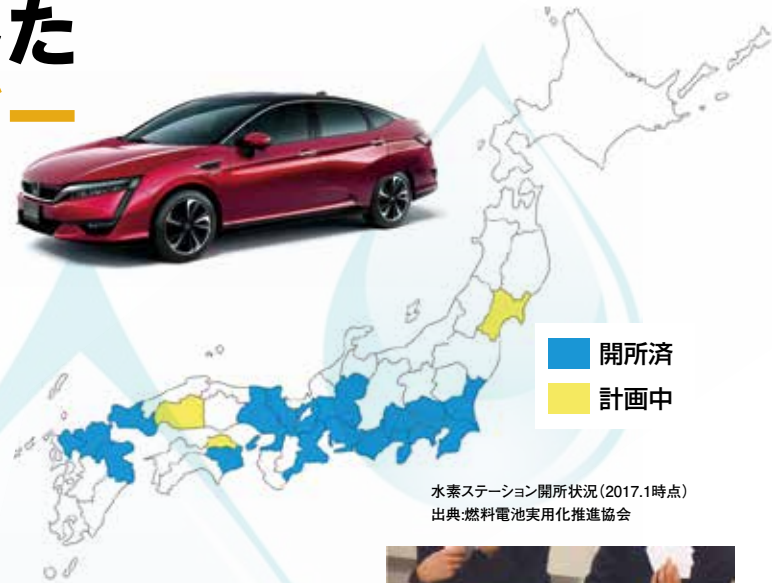 た
開所済
計画中
水素ステーション開所状況(2017.1時点)
出典:燃料電池実用化推進協会